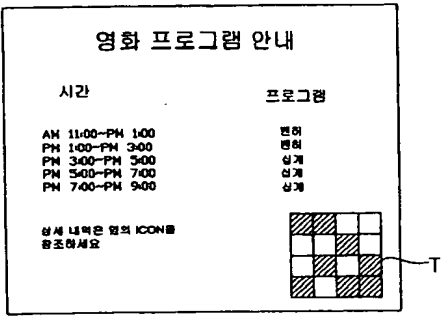 영화 프로그램 안내
시간 프로그램
AM 11:00~PM 1:00 벤허
PM 1:00~PM 3:00 벤허
PM 3:00~PM 5:00 십계
PM 5:00~PM 7:00 십계
PM 7:00~PM 9:00 십계
상세 내역은 옆의 ICON을
참조하세요
T